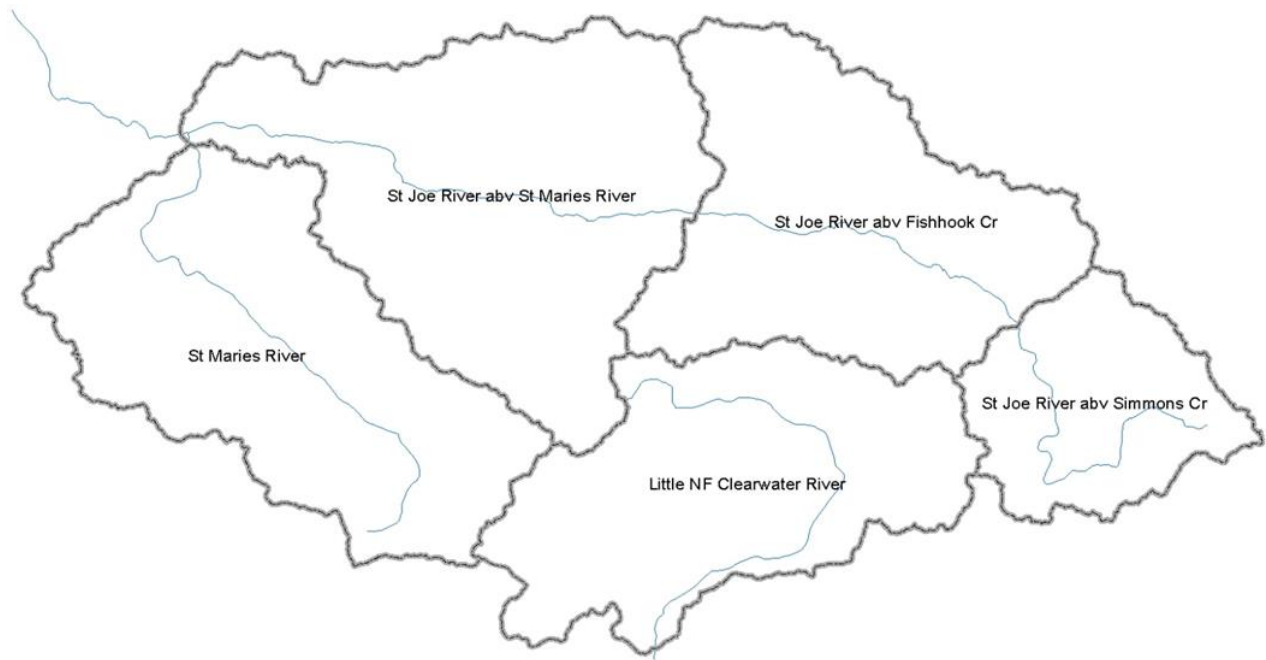 St Joe River abv St Maries River
St Joe River abv Fishhook Cr
St Maries River
St Joe River abv Simmons Cr
Little NF Clearwater River